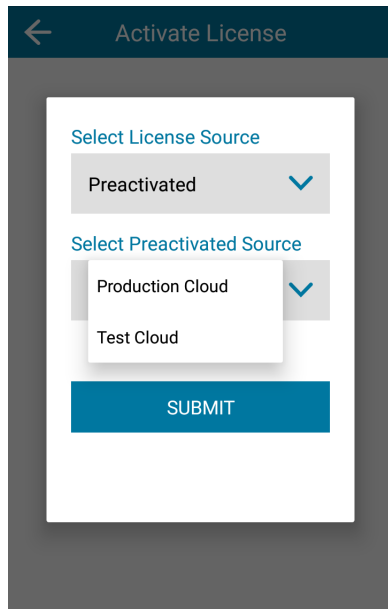 Activate License
Select License Source
Preactivated
Select Preactivated Source
Production Cloud
Test Cloud
SUBMIT